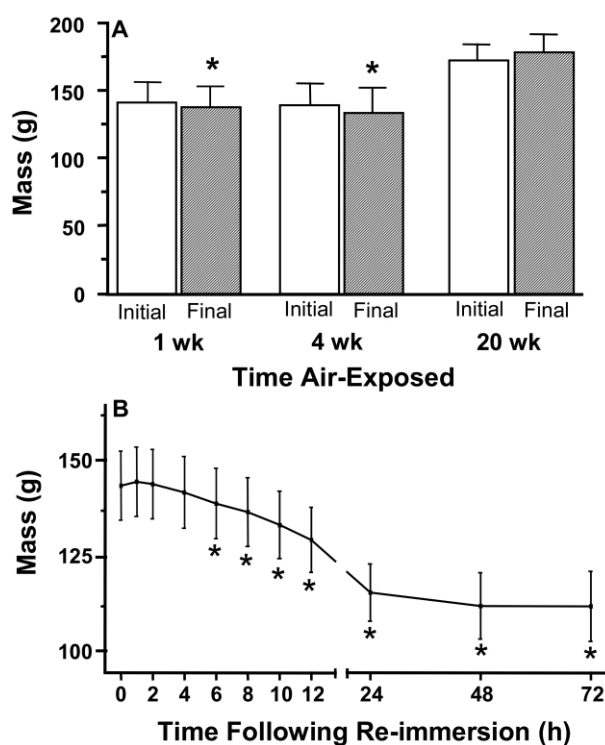 A
200
150
100
50
0
Mass (g)
* *
Initial Final Initial Final Initial Final
1 wk 4 wk 20 wk
Time Air-Exposed
B
150
125
100
Mass (g)
* * * * * * *
0 2 4 6 8 10 12 24 48 72
Time Following Re-immersion (h)